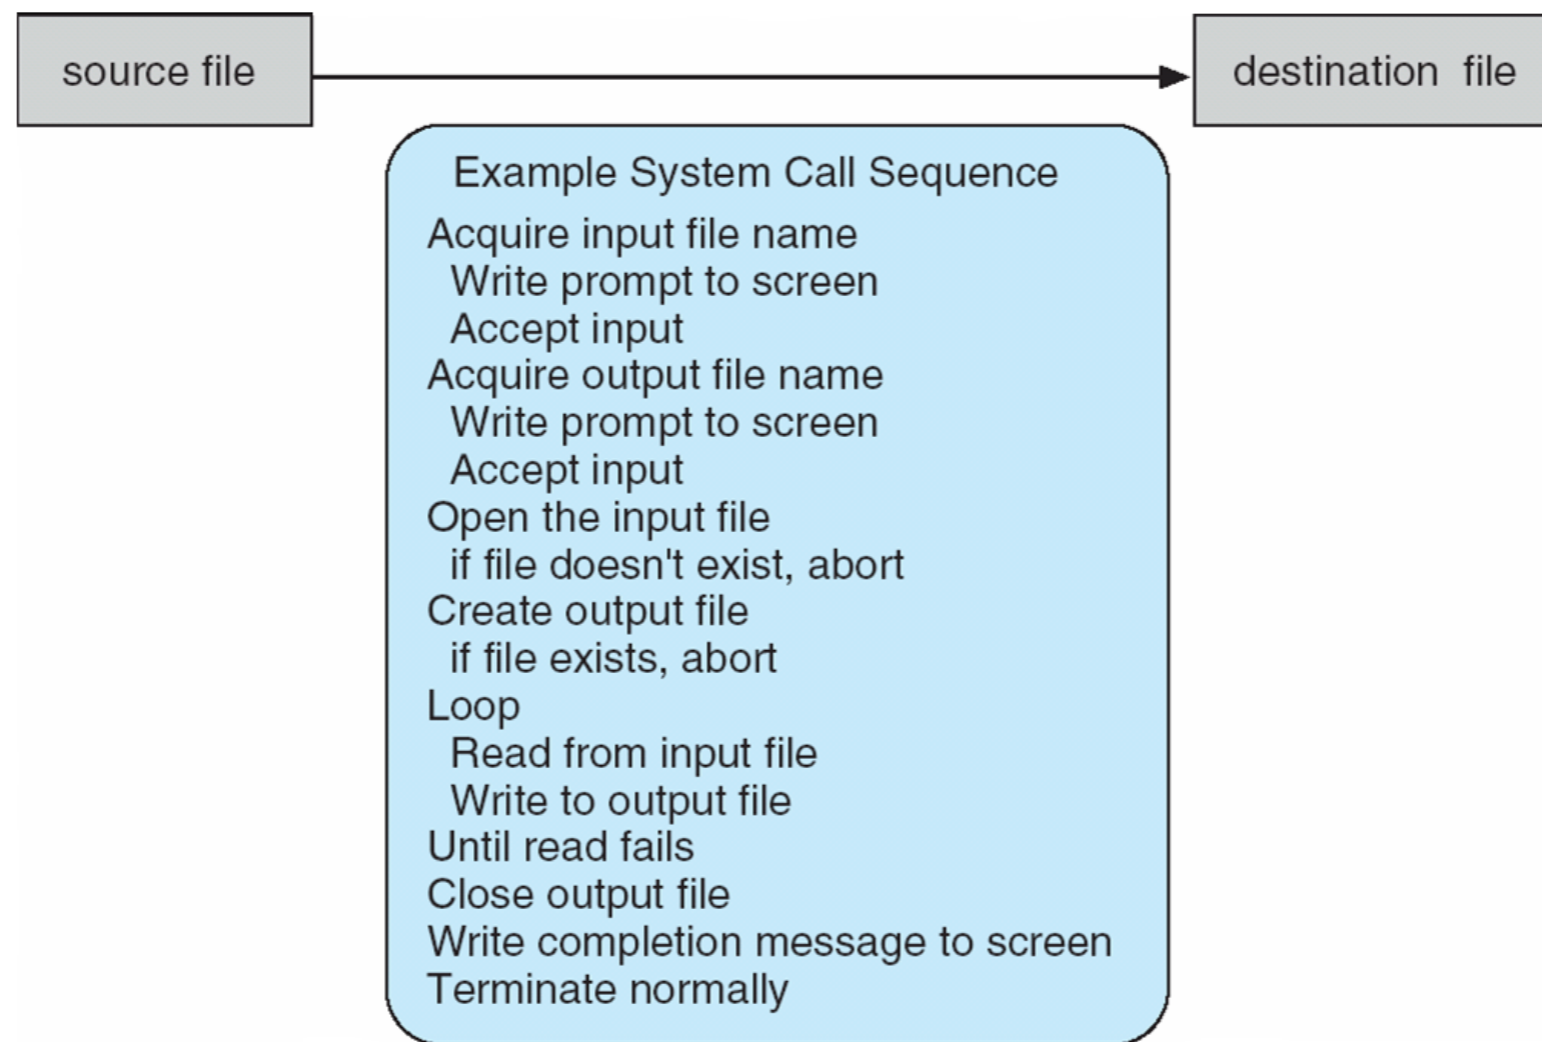 source file
destination file
Example System Call Sequence
Acquire input file name
Write prompt to screen
Accept input
Acquire output file name
Write prompt to screen
Accept input
Open the input file
if file doesn't exist, abort
Create output file
if file exists, abort
Loop
Read from input file
Write to output file
Until read fails
Close output file
Write completion message to screen
Terminate normally